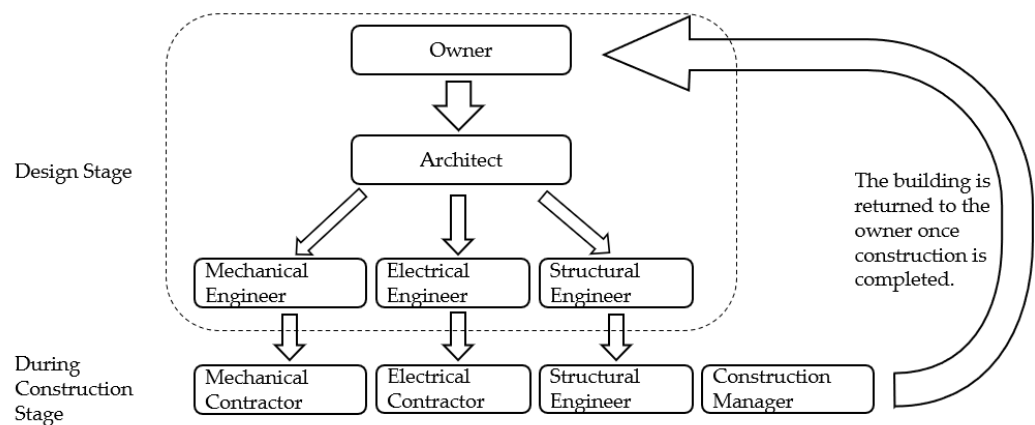 Owner
Architect
Design Stage
The building is
returned to the
owner once
construction is
completed.
Mechanical
Engineer
Electrical
Engineer
Structural
Engineer
During
Construction
Stage
Mechanical
Contractor
Electrical
Contractor
Structural
Engineer
Construction
Manager